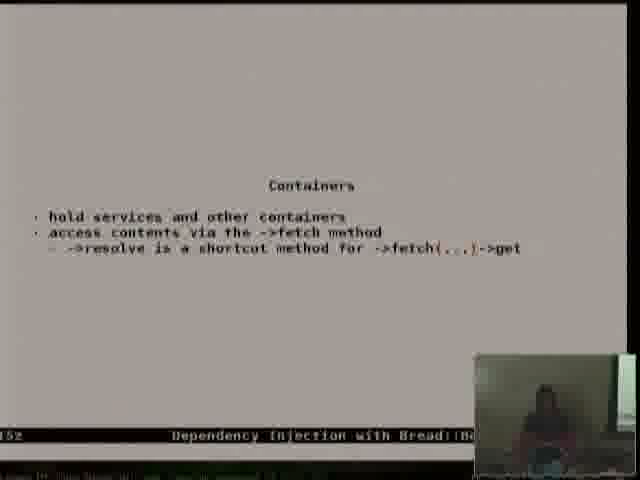 Containers
· hold services and other containers
· access contents via the ->fetch method
- ->resolve is a shortcut method for ->fetch(...)->get
Dependency Injection with Bread::Bo